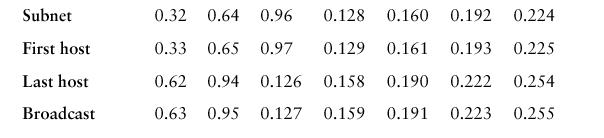 Subnet 0.32 0.64 0.96 0.128 0.160 0.192 0.224
First host 0.33 0.65 0.97 0.129 0.161 0.193 0.225
Last host 0.62 0.94 0.126 0.158 0.190 0.222 0.254
Broadcast 0.63 0.95 0.127 0.159 0.191 0.223 0.255